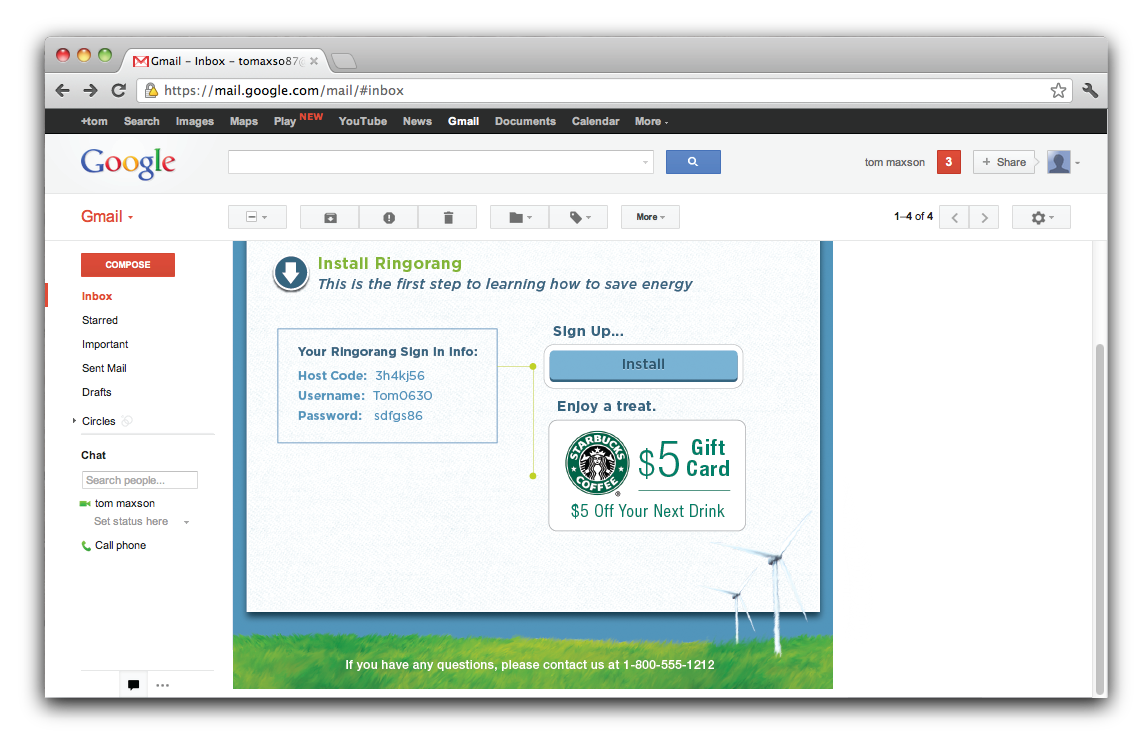 Gmail – Inbox – tomaxso87@
https://mail.google.com/mail/#inbox
+tom Search Images Maps Play NEW YouTube News Gmail Documents Calendar More
Google
tom maxson 3 + Share
Gmail
More
1–4 of 4
COMPOSE
Inbox
Starred
Important
Sent Mail
Drafts
Circles
Chat
Search people...
tom maxson
Set status here
Call phone
Install Ringorang
This is the first step to learning how to save energy
Your Ringorang Sign In Info:
Host Code: 3h4kj56
Username: Tom0630
Password: sdfgs86
Sign Up...
Install
Enjoy a treat.
STARBUCKS
COFFEE
®
$5 Gift
Card
$5 Off Your Next Drink
If you have any questions, please contact us at 1-800-555-1212